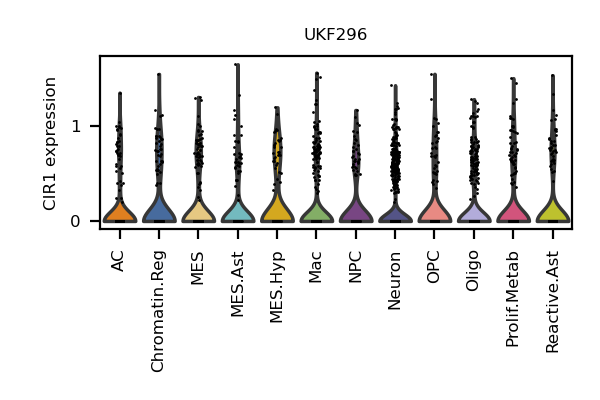 UKF296
CIR1 expression
1
0
AC
Chromatin.Reg
MES
MES.Ast
MES.Hyp
Mac
NPC
Neuron
OPC
Oligo
Prolif.Metab
Reactive.Ast